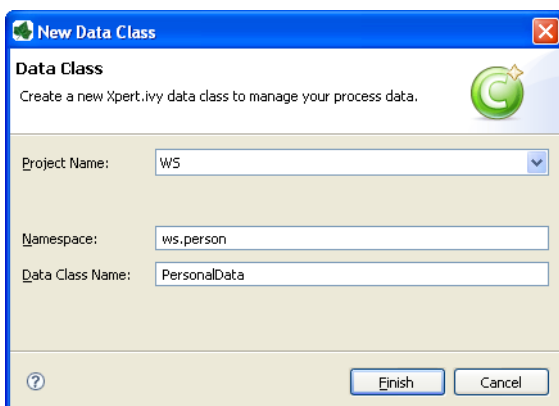 New Data Class
Data Class
Create a new Xpert.ivy data class to manage your process data.
Project Name: WS
Namespace: ws.person
Data Class Name: PersonalData
Finish Cancel